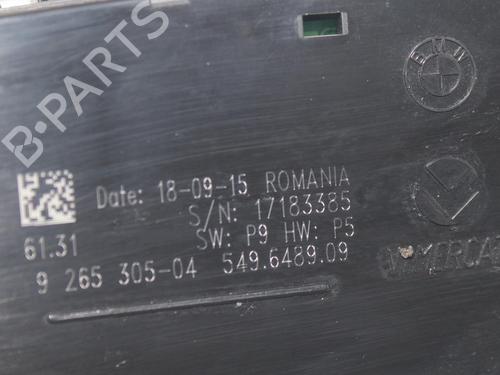 B-PARTS
BMW
Date: 18-09-15 ROMANIA
S/N: 17183385
61.31 SW: P9 HW: P5
9 265 305-04 549.6489.09